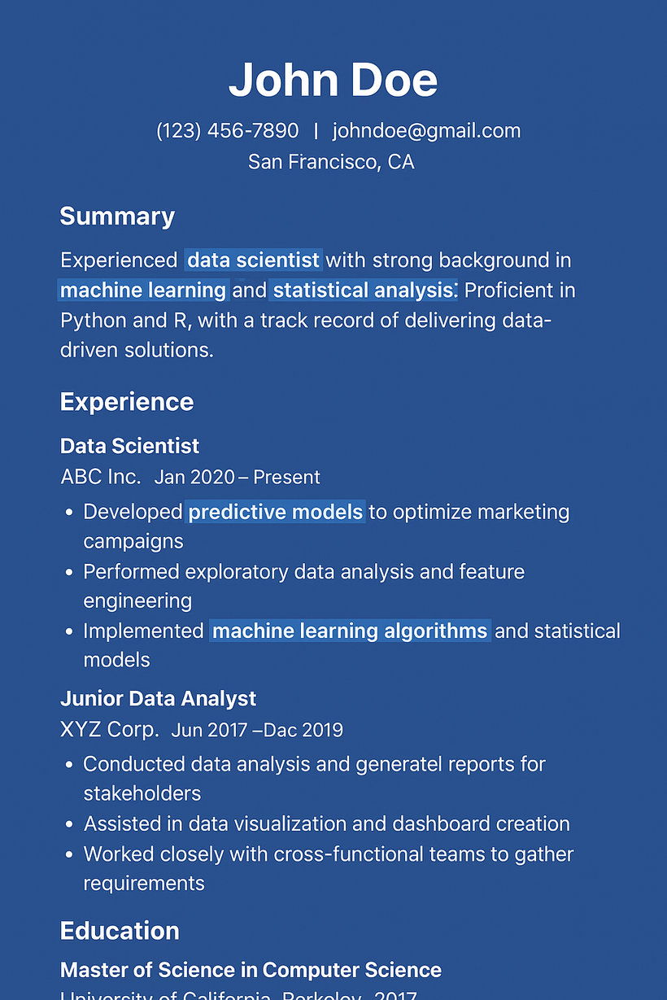 John Doe
(123) 456-7890 | johndoe@gmail.com
San Francisco, CA
Summary
Experienced data scientist with strong background in
machine learning and statistical analysis: Proficient in
Python and R, with a track record of delivering data-
driven solutions.
Experience
Data Scientist
ABC Inc. Jan 2020 – Present
• Developed predictive models to optimize marketing
campaigns
• Performed exploratory data analysis and feature
engineering
• Implemented machine learning algorithms and statistical
models
Junior Data Analyst
XYZ Corp. Jun 2017 –Dac 2019
• Conducted data analysis and generatel reports for
stakeholders
• Assisted in data visualization and dashboard creation
• Worked closely with cross-functional teams to gather
requirements
Education
Master of Science in Computer Science
University of California, Berkeley, 2017